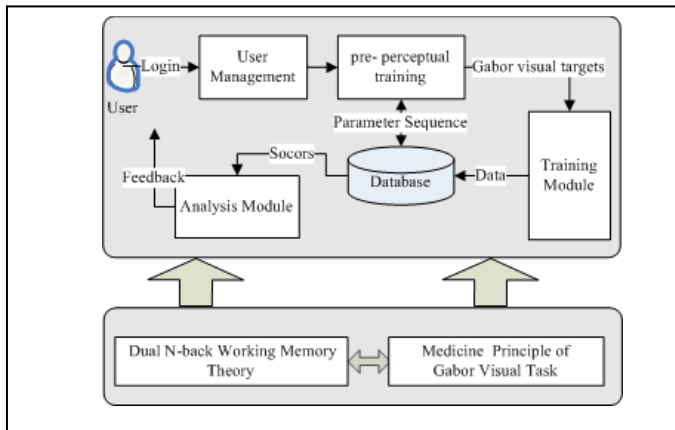 Login
User
Management
pre- perceptual
training
Gabor visual targets
User
Parameter Sequence
Socors
Feedback
Database
Data
Training
Module
Analysis Module
Dual N-back Working Memory
Theory
Medicine Principle of
Gabor Visual Task